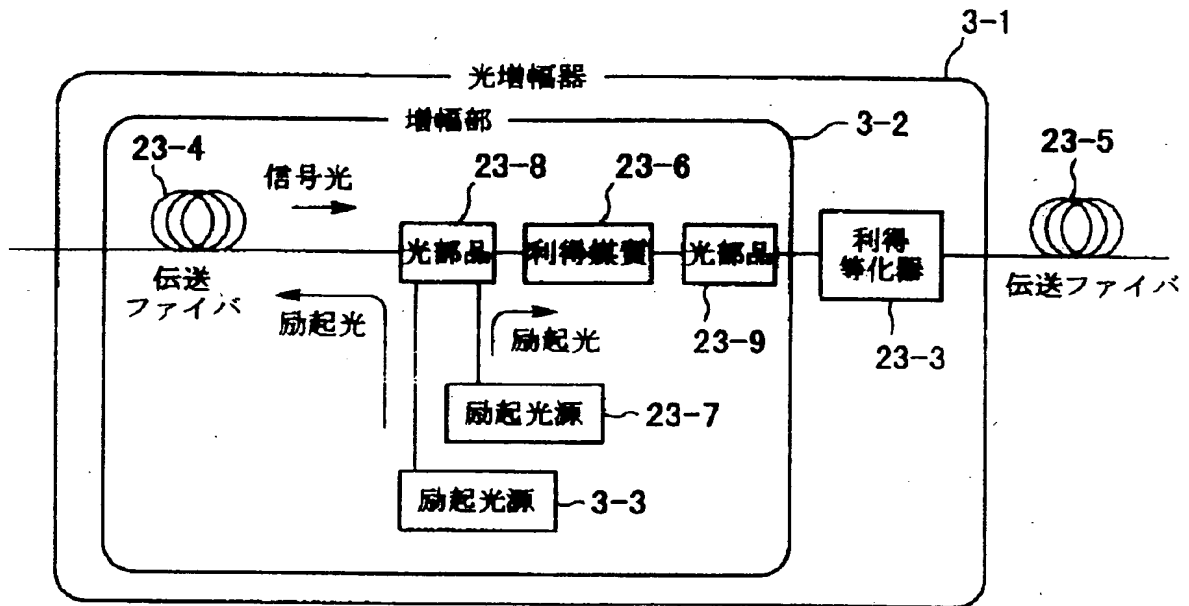 3-1
光増幅器
増幅部
3-2
23-4
信号光
23-8
23-6
23-5
光部品
利得媒質
光部品
利得
等化器
伝送
ファイバ
伝送ファイバ
励起光
励起光
23-9
23-3
励起光源
23-7
励起光源
3-3